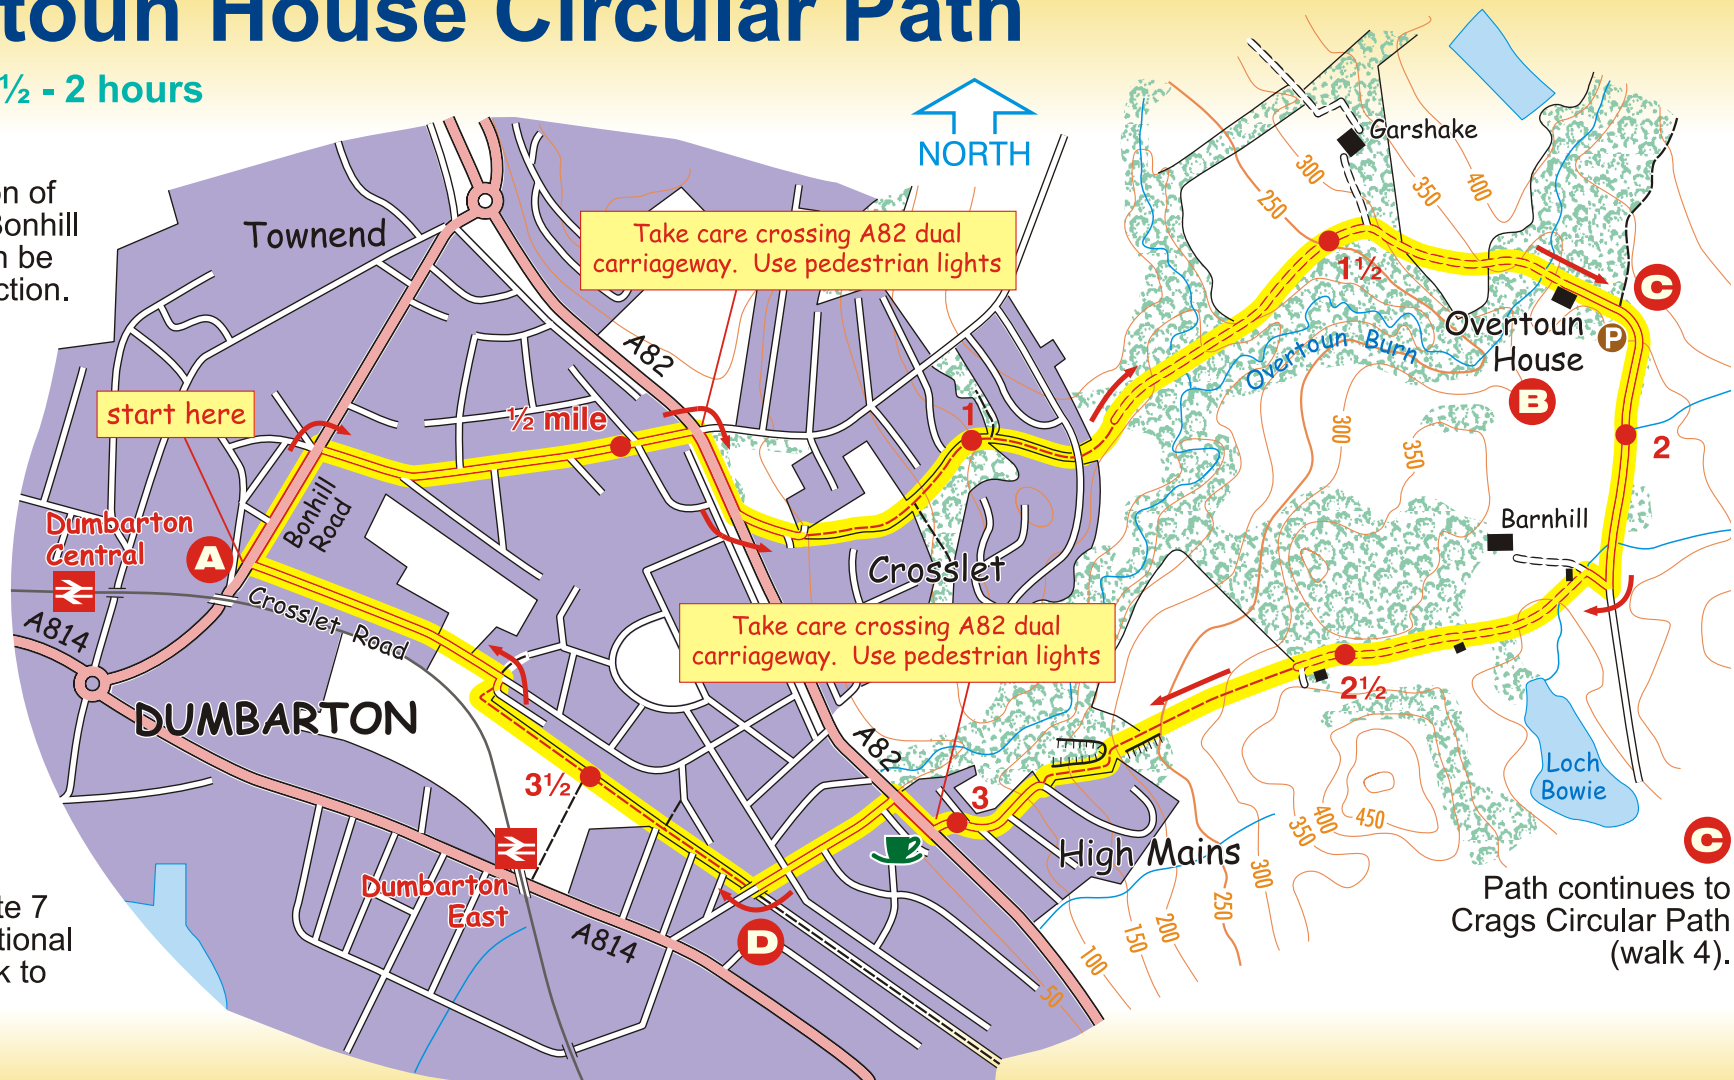 toun House Circular Path
½ - 2 hours
on of
Bonhill
n be
ction.
NORTH
Townend
Take care crossing A82 dual
carriageway. Use pedestrian lights
A82
start here
½ mile
1
Bonhill
Road
Dumbarton
Central
A
A814
Crosslet Road
Crosslet
DUMBARTON
Take care crossing A82 dual
carriageway. Use pedestrian lights
A82
3½
3
Dumbarton
East
A814
D
High Mains
Garshake
300
250
350
400
1½
C
Overtoun
House
P
Overtoun Burn
B
300
350
2
Barnhill
2½
Loch
Bowie
450
400
350
300
250
200
150
100
50
C
Path continues to
Crags Circular Path
(walk 4).
te 7
tional
k to